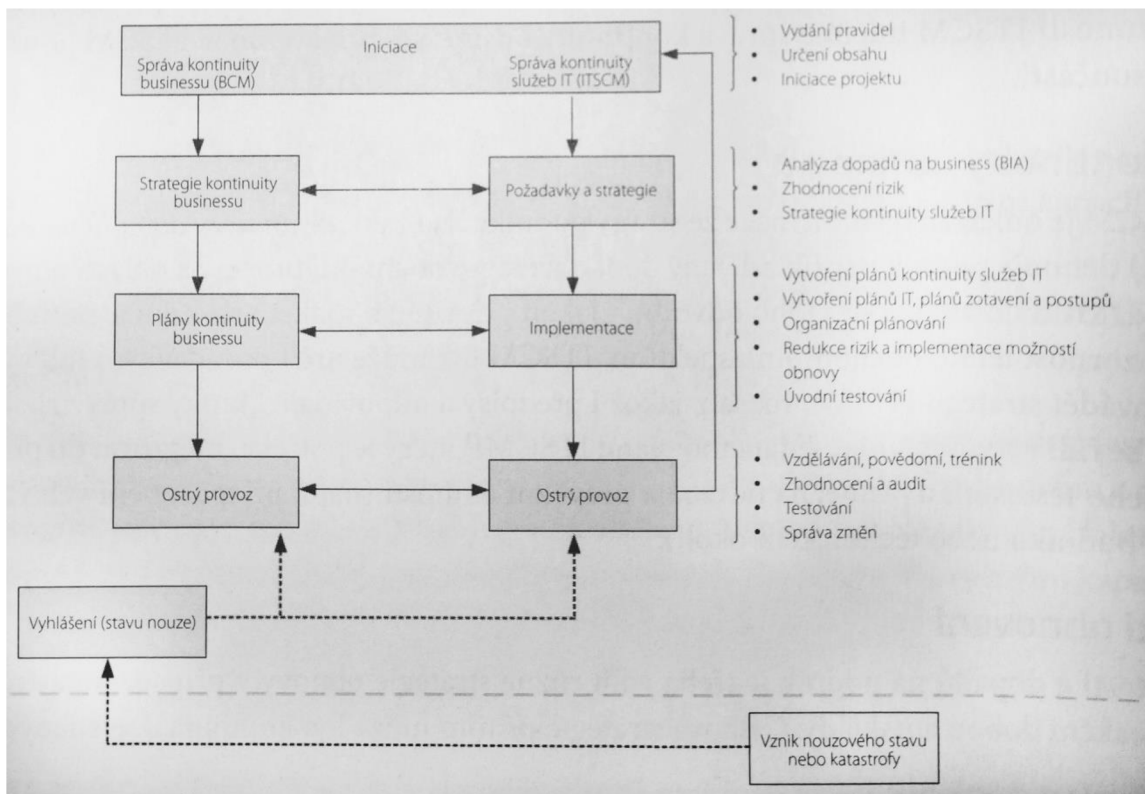 Iniciace
Správa kontinuity
businessu (BCM)
Správa kontinuity
služeb IT (ITSCM)
• Vydání pravidel
• Určení obsahu
• Iniciace projektu
Strategie kontinuity
businessu
Požadavky a strategie
• Analýza dopadů na business (BIA)
• Zhodnocení rizik
• Strategie kontinuity služeb IT
Plány kontinuity
businessu
Implementace
• Vytvoření plánů kontinuity služeb IT
• Vytvoření plánů IT, plánů zotavení a postupů
• Organizační plánování
• Redukce rizik a implementace možností
obnovy
• Úvodní testování
Ostrý provoz
Ostrý provoz
• Vzdělávání, povědomí, trénink
• Zhodnocení a audit
• Testování
• Správa změn
Vyhlášení (stavu nouze)
Vznik nouzového stavu
nebo katastrofy